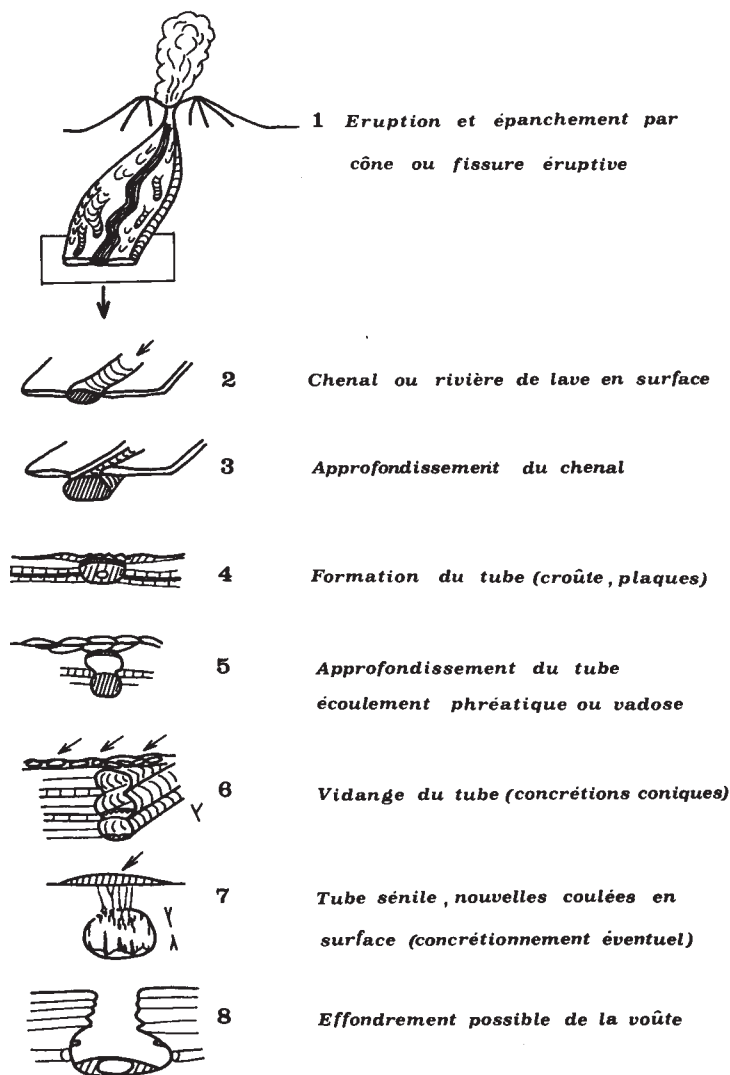 1 Eruption et épanchement par
cône ou fissure éruptive
2 Chenal ou rivière de lave en surface
3 Approfondissement du chenal
4 Formation du tube (croûte, plaques)
5 Approfondissement du tube
écoulement phréatique ou vadose
6 Vidange du tube (concrétions coniques)
7 Tube sénile, nouvelles coulées en
surface (concrétionnement éventuel)
8 Effondrement possible de la voûte